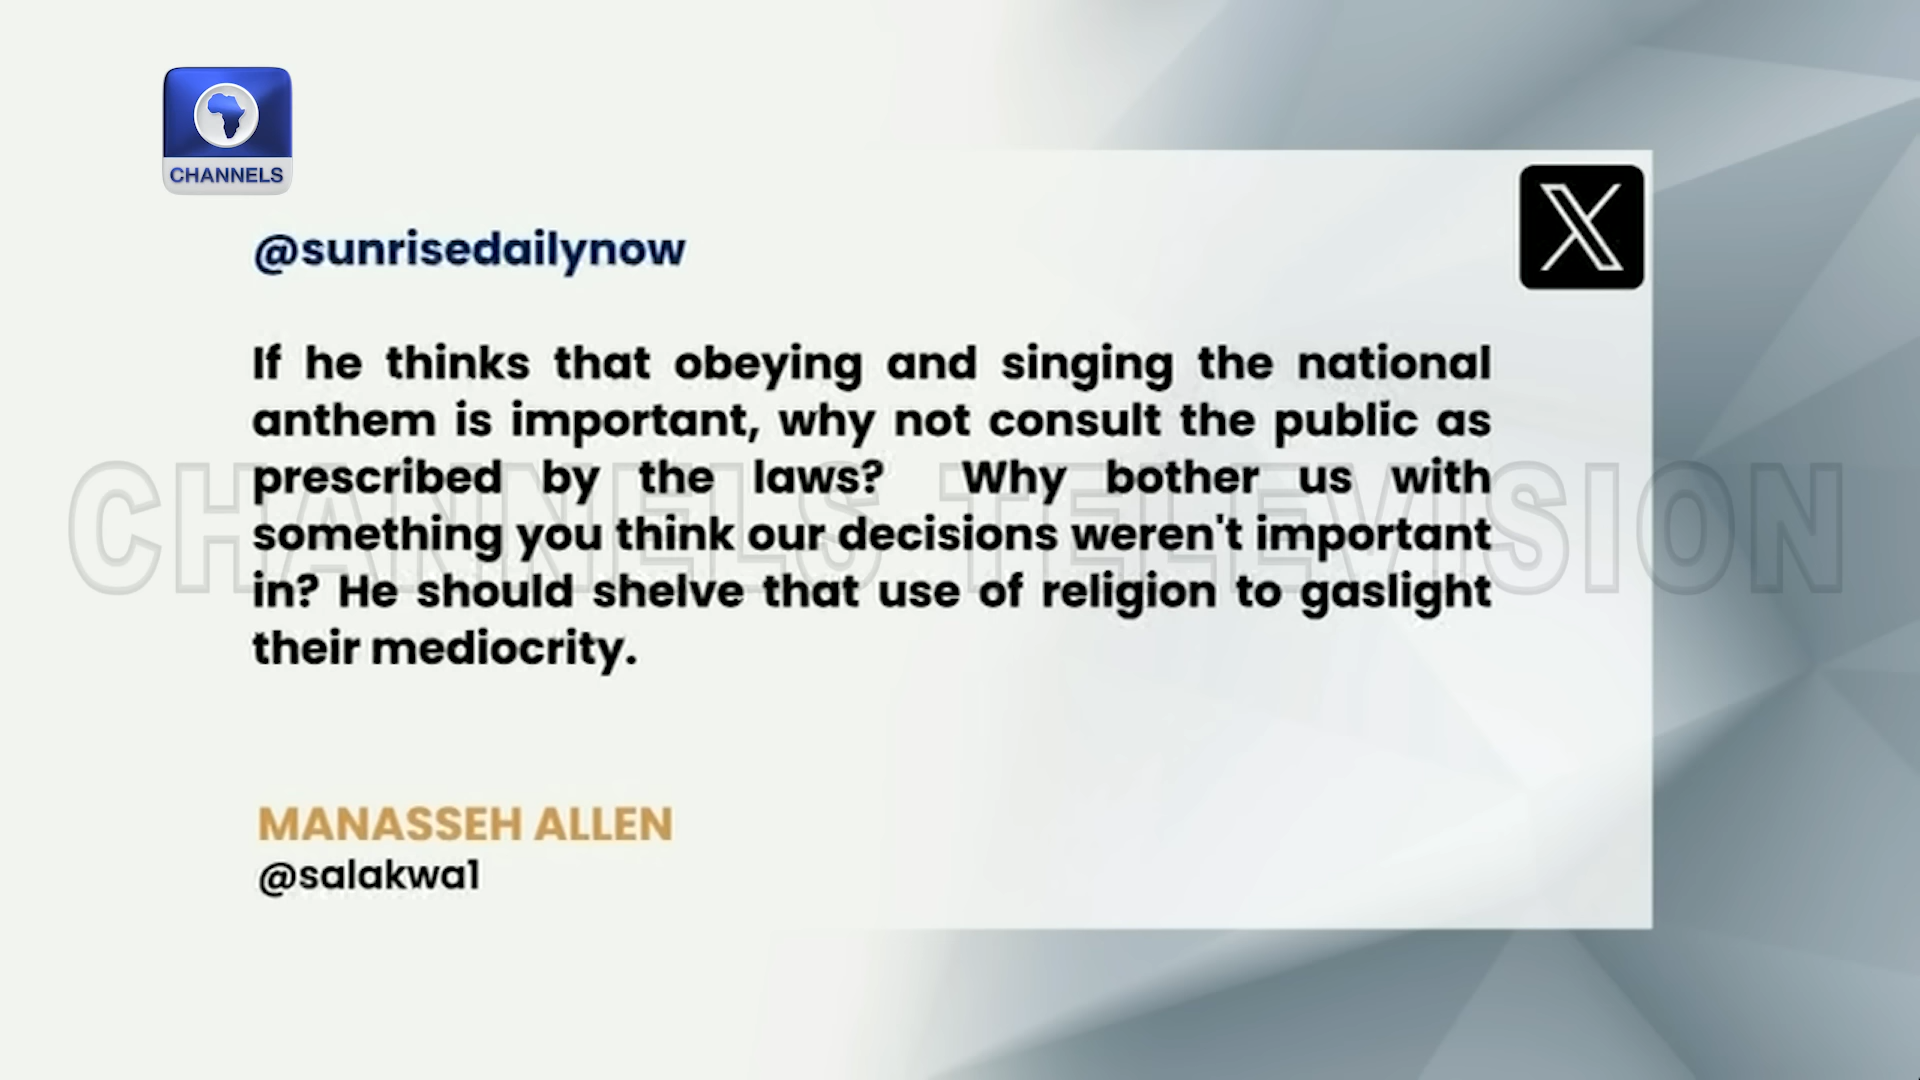 CHANNELS
@sunrisedailynow
If he thinks that obeying and singing the national
anthem is important, why not consult the public as
prescribed by the laws? Why bother us with
something you think our decisions weren't important
in? He should shelve that use of religion to gaslight
their mediocrity.
CHANNELS TELEVISION
MANASSEH ALLEN
@salakwa1